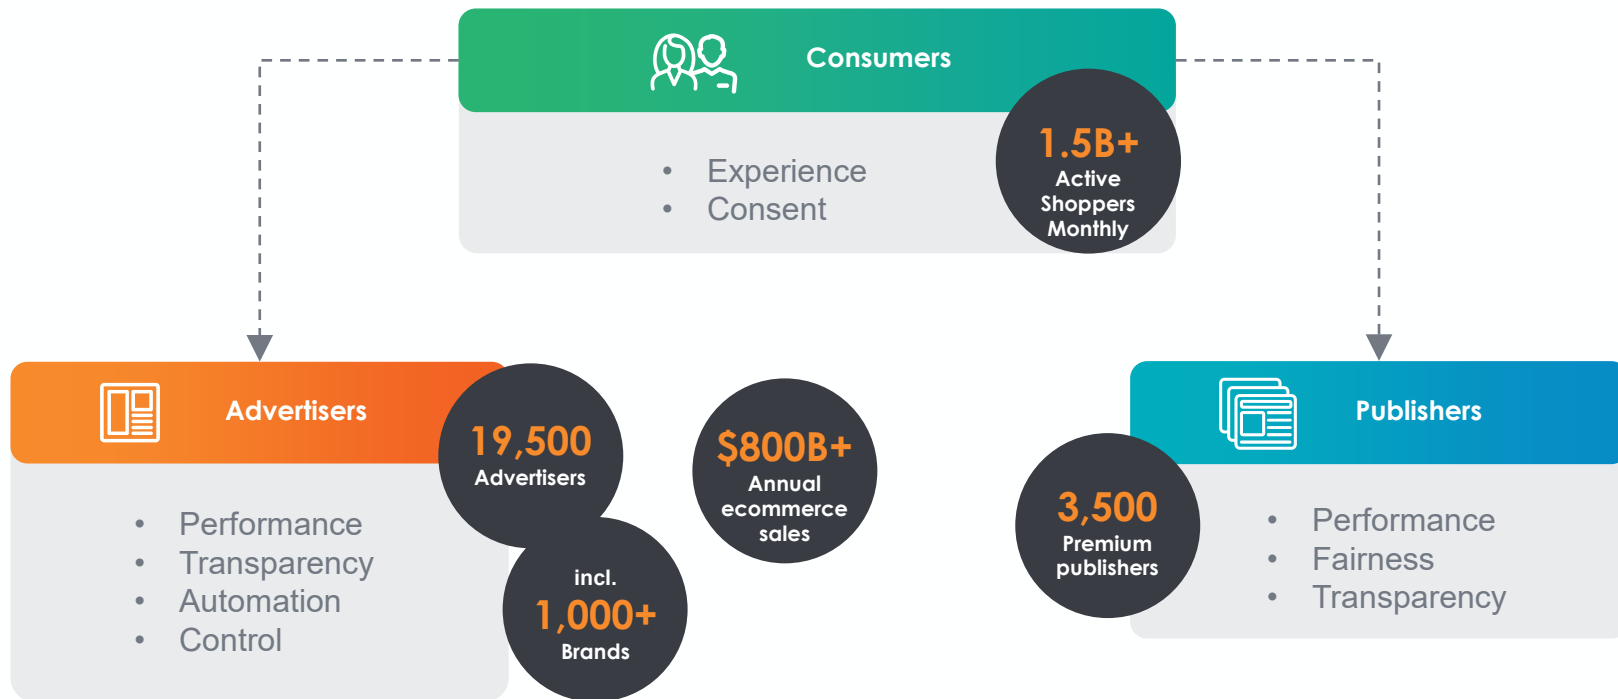 Consumers
• Experience
• Consent
1.5B+
Active
Shoppers
Monthly
Advertisers
• Performance
• Transparency
• Automation
• Control
19,500
Advertisers
incl.
1,000+
Brands
$800B+
Annual
ecommerce
sales
Publishers
3,500
Premium
publishers
• Performance
• Fairness
• Transparency